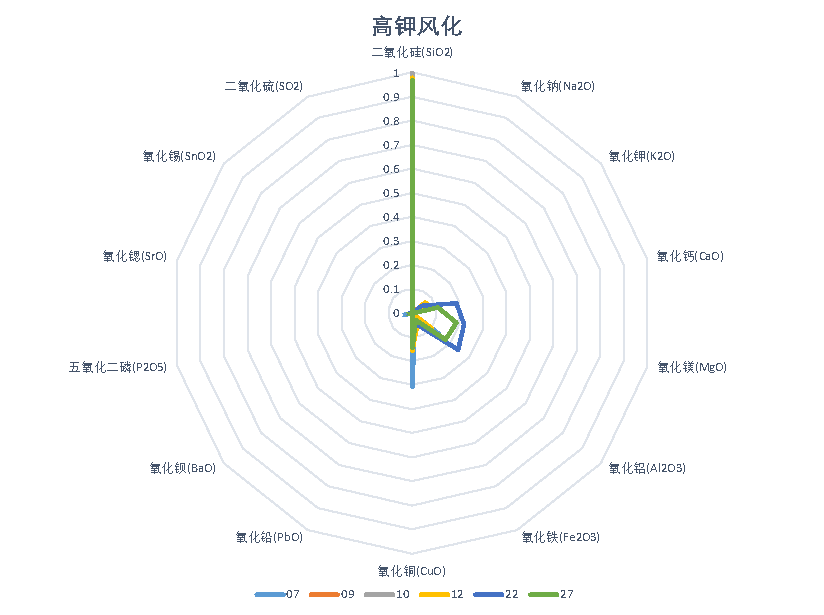 高钾风化
二氧化硅(SiO2)
氧化钠(Na2O)
氧化钾(K2O)
氧化钙(CaO)
氧化镁(MgO)
氧化铝(Al2O3)
氧化铁(Fe2O3)
氧化铜(CuO)
氧化铅(PbO)
氧化钡(BaO)
五氧化二磷(P2O5)
氧化锶(SrO)
氧化锡(SnO2)
二氧化硫(SO2)
1
0.9
0.8
0.7
0.6
0.5
0.4
0.3
0.2
0.1
0
07 09 10 12 22 27